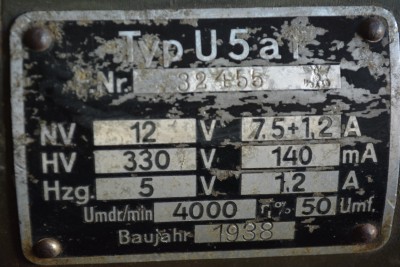 Typ U5a1
Nr. 32455
NV 12 V 7.5+1,2 A
HV 330 V 140 mA
Hzg. 5 V 1.2 A
Umdr/min 4000 % 50 Umf.
Baujahr 1938